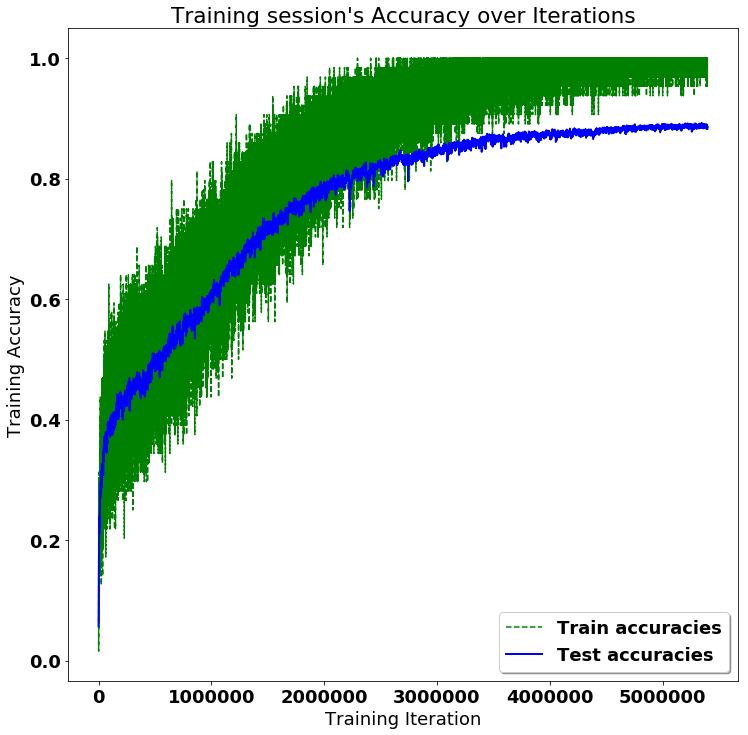 Training session's Accuracy over Iterations
1.0
0.8
0.6
0.4
0.2
0.0
Training Accuracy
Train accuracies
Test accuracies
0 1000000 2000000 3000000 4000000 5000000
Training Iteration